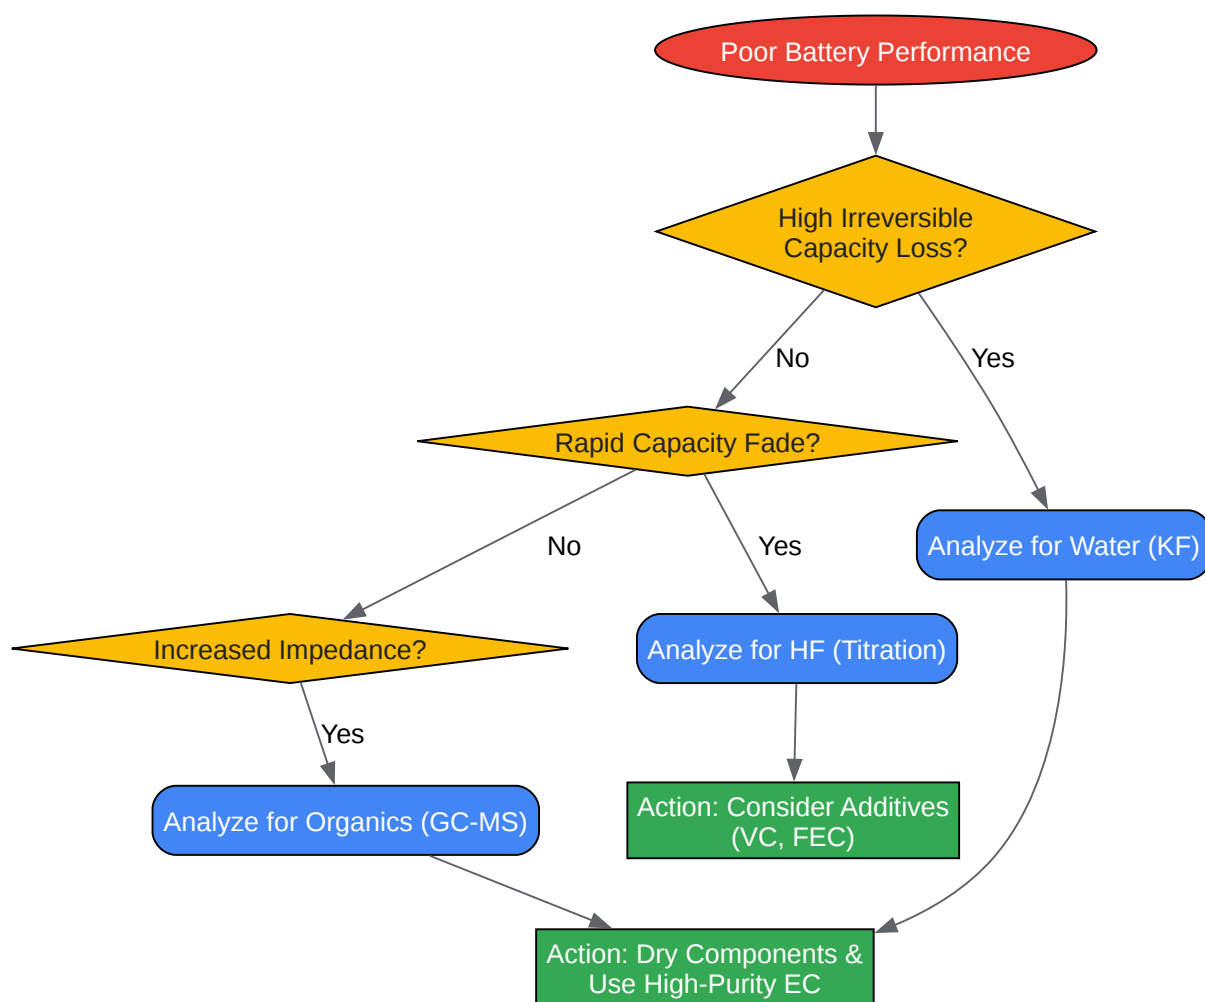 Poor Battery Performance
High Irreversible
Capacity Loss?
No
Yes
Rapid Capacity Fade?
No
Yes
Analyze for Water (KF)
Increased Impedance?
Analyze for HF (Titration)
Yes
Analyze for Organics (GC-MS)
Action: Consider Additives
(VC, FEC)
Action: Dry Components &
Use High-Purity EC